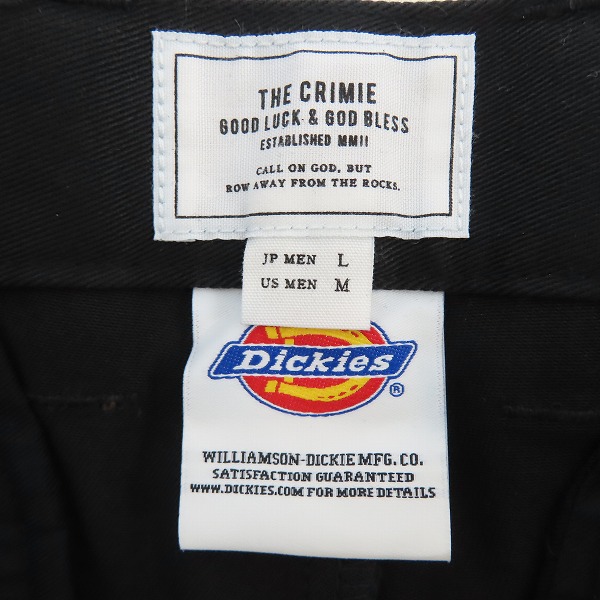 THE CRIMIE
GOOD LUCK & GOD BLESS
ESTABLISHED MMII
CALL ON GOD, BUT
ROW AWAY FROM THE ROCKS.
JP MEN L
US MEN M
Dickies®
WILLIAMSON-DICKIE MFG. CO.
SATISFACTION GUARANTEED
WWW.DICKIES.COM FOR MORE DETAILS